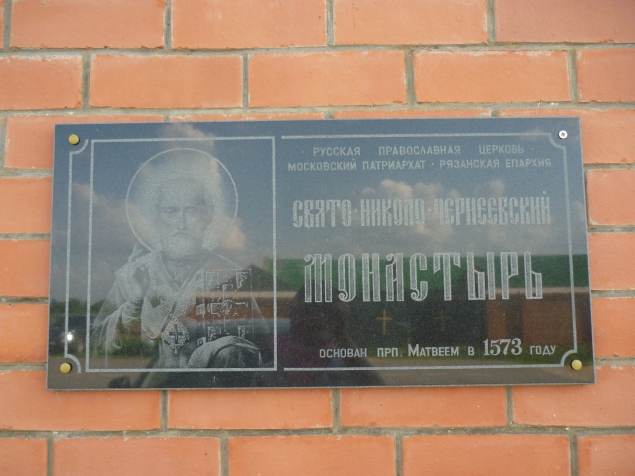 РУССКАЯ ПРАВОСЛАВНАЯ ЦЕРКОВЬ ·
МОСКОВСКИЙ ПАТРИАРХАТ · РЯЗАНСКАЯ ЕПАРХИЯ
СВЯТО·НИКОЛО·ЧЕРНЕЕВСКИЙ
МОНАСТЫРЬ
ОСНОВАН ПРП. МАТВЕЕМ В 1573 ГОДУ